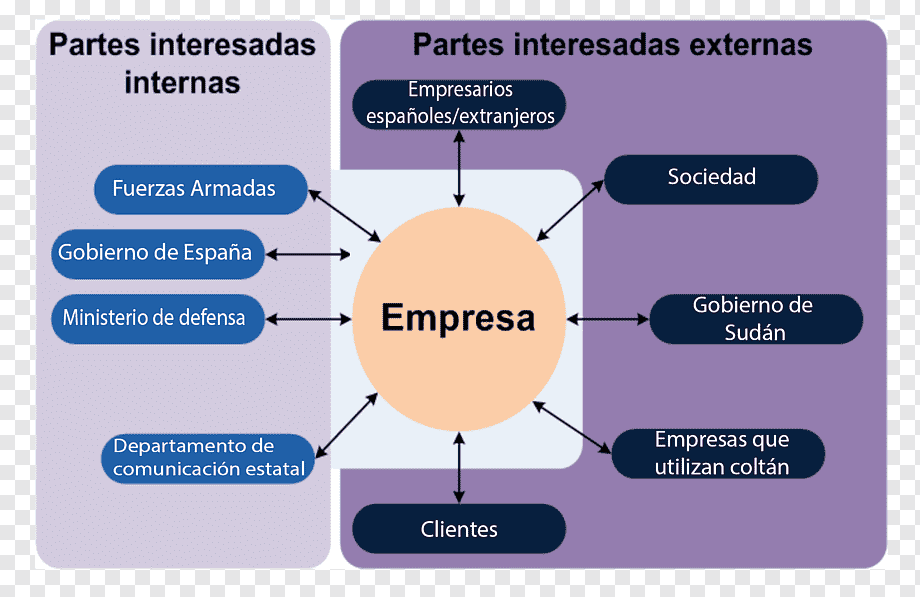 Partes interesadas
internas
Partes interesadas externas
Empresarios
españoles/extranjeros
Fuerzas Armadas
Sociedad
Gobierno de España
Ministerio de defensa
Empresa
Gobierno de
Sudán
Departamento de
comunicación estatal
Empresas que
utilizan coltán
Clientes